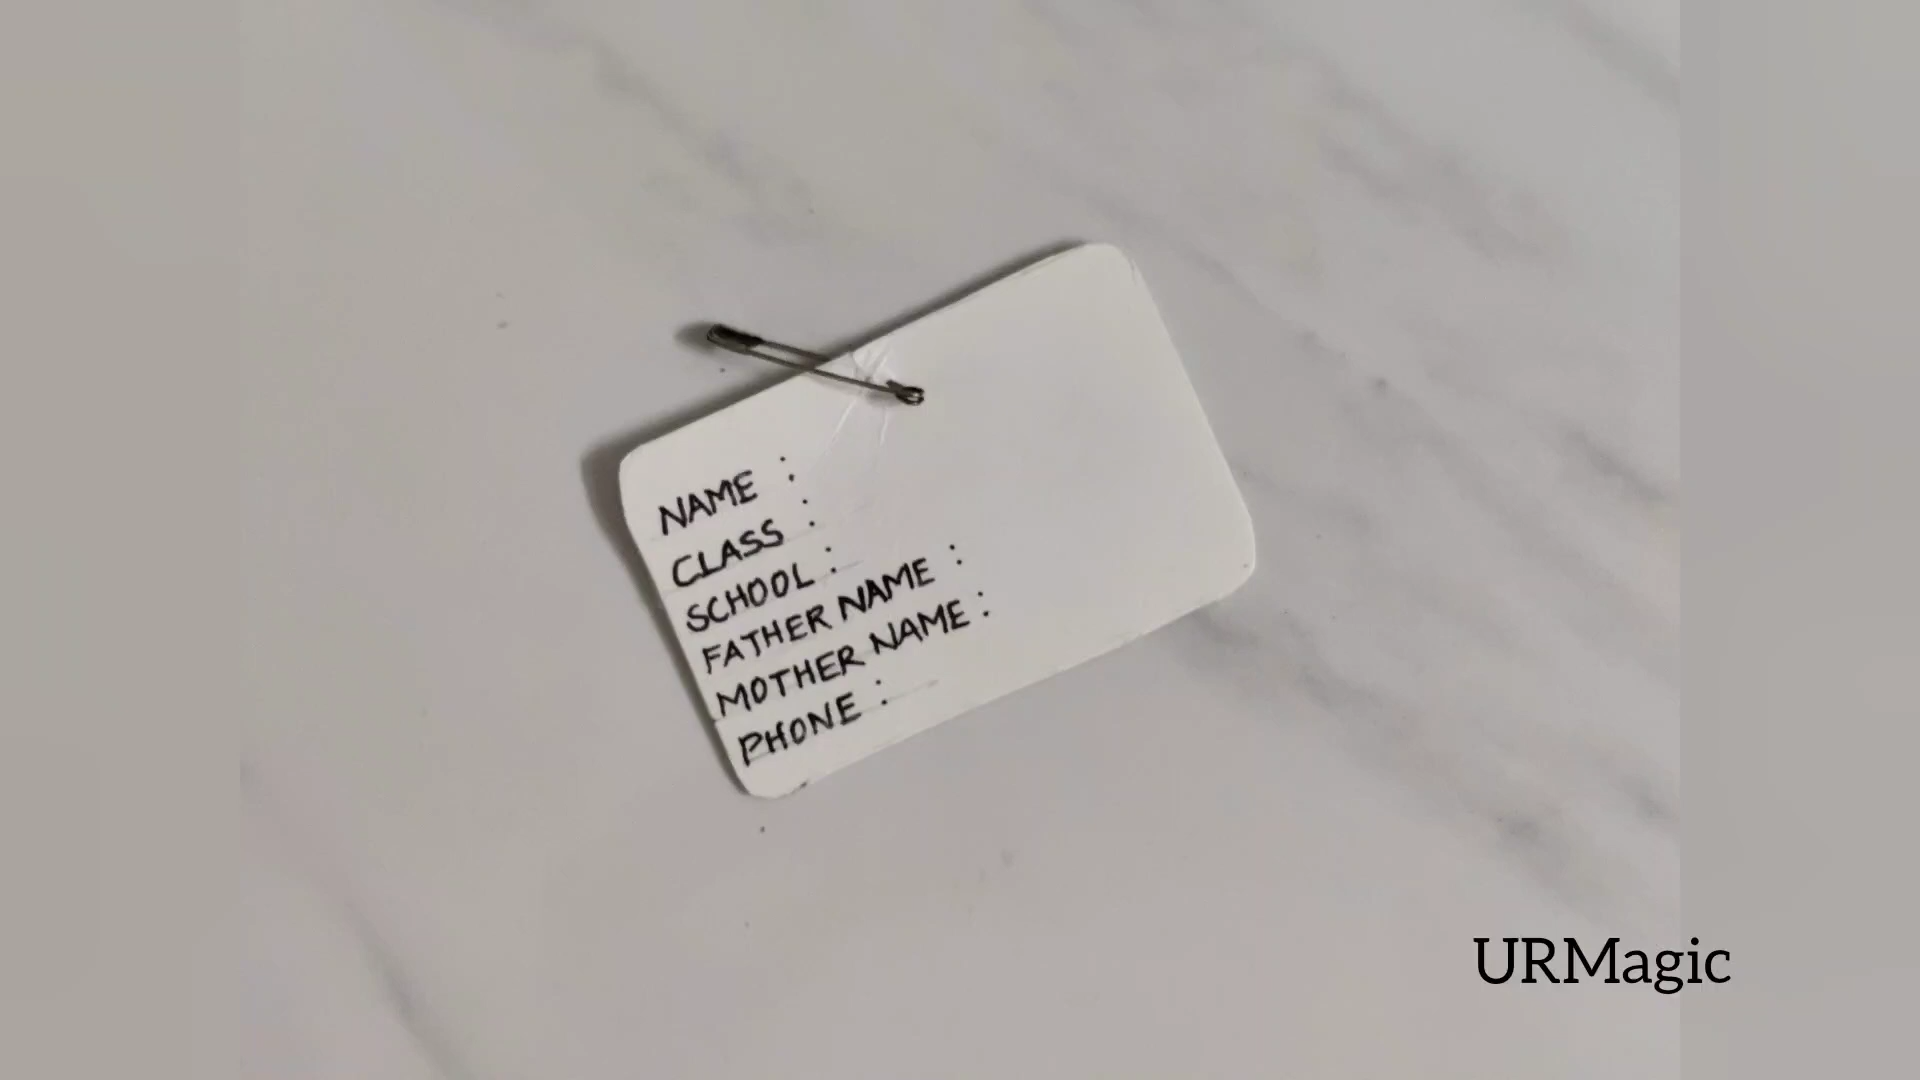 NAME :
CLASS :
SCHOOL :
FATHER NAME :
MOTHER NAME :
PHONE :
URMagic